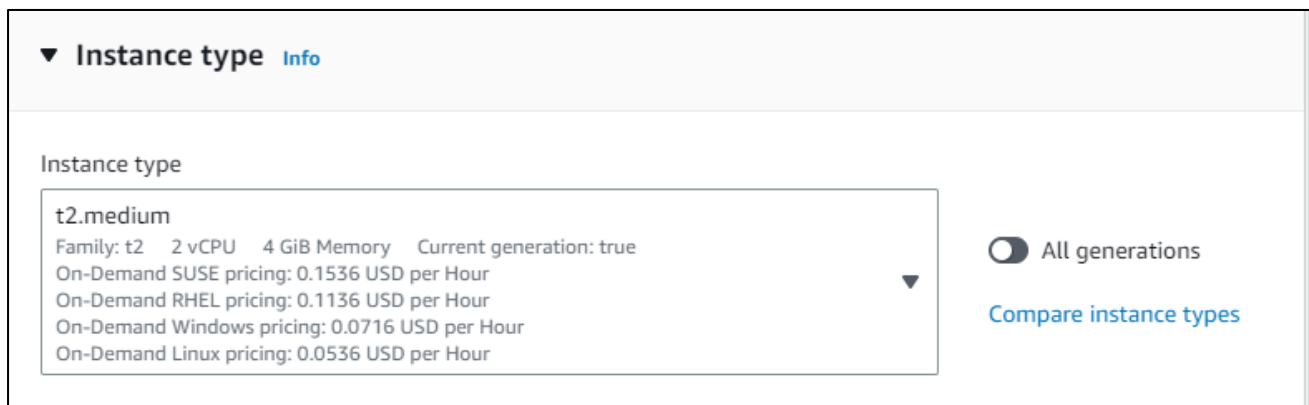 Instance type Info
Instance type
t2.medium
Family: t2 2 vCPU 4 GiB Memory Current generation: true
On-Demand SUSE pricing: 0.1536 USD per Hour
On-Demand RHEL pricing: 0.1136 USD per Hour
On-Demand Windows pricing: 0.0716 USD per Hour
On-Demand Linux pricing: 0.0536 USD per Hour
All generations
Compare instance types